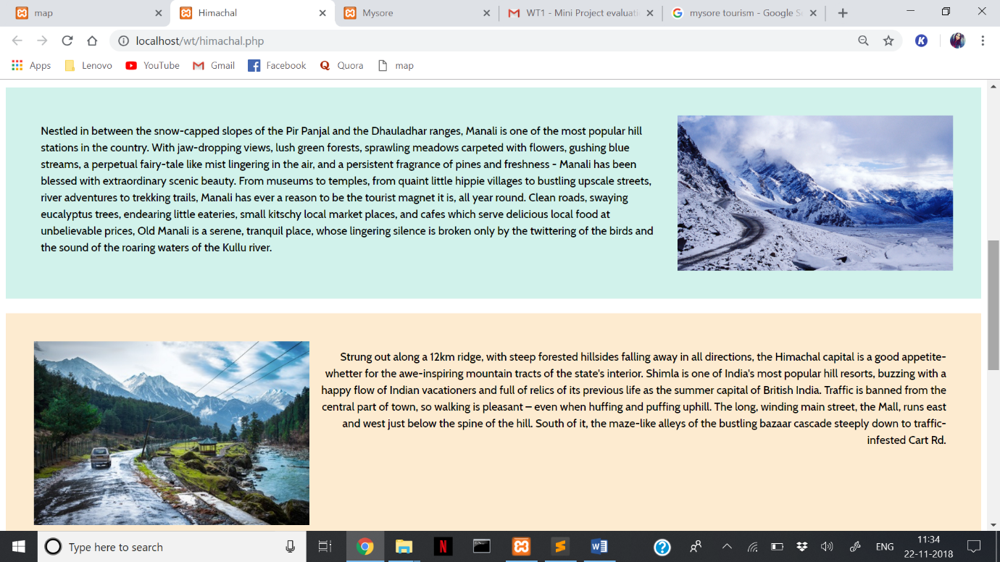 map
Himachal
Mysore
WT1 - Mini Project evaluati
mysore tourism - Google Se
localhost/wt/himachal.php
Apps
Lenovo
YouTube
Gmail
Facebook
Quora
map
Nestled in between the snow-capped slopes of the Pir Panjal and the Dhauladhar ranges, Manali is one of the most popular hill
stations in the country. With jaw-dropping views, lush green forests, sprawling meadows carpeted with flowers, gushing blue
streams, a perpetual fairy-tale like mist lingering in the air, and a persistent fragrance of pines and freshness - Manali has been
blessed with extraordinary scenic beauty. From museums to temples, from quaint little hippie villages to bustling upscale streets,
river adventures to trekking trails, Manali has ever a reason to be the tourist magnet it is, all year round. Clean roads, swaying
eucalyptus trees, endearing little eateries, small kitschy local market places, and cafes which serve delicious local food at
unbelievable prices, Old Manali is a serene, tranquil place, whose lingering silence is broken only by the twittering of the birds and
the sound of the roaring waters of the Kullu river.
Strung out along a 12km ridge, with steep forested hillsides falling away in all directions, the Himachal capital is a good appetite-
whetter for the awe-inspiring mountain tracts of the state's interior. Shimla is one of India's most popular hill resorts, buzzing with a
happy flow of Indian vacationers and full of relics of its previous life as the summer capital of British India. Traffic is banned from the
central part of town, so walking is pleasant – even when huffing and puffing uphill. The long, winding main street, the Mall, runs east
and west just below the spine of the hill. South of it, the maze-like alleys of the bustling bazaar cascade steeply down to traffic-
infested Cart Rd.
Type here to search
ENG
11:34
22-11-2018